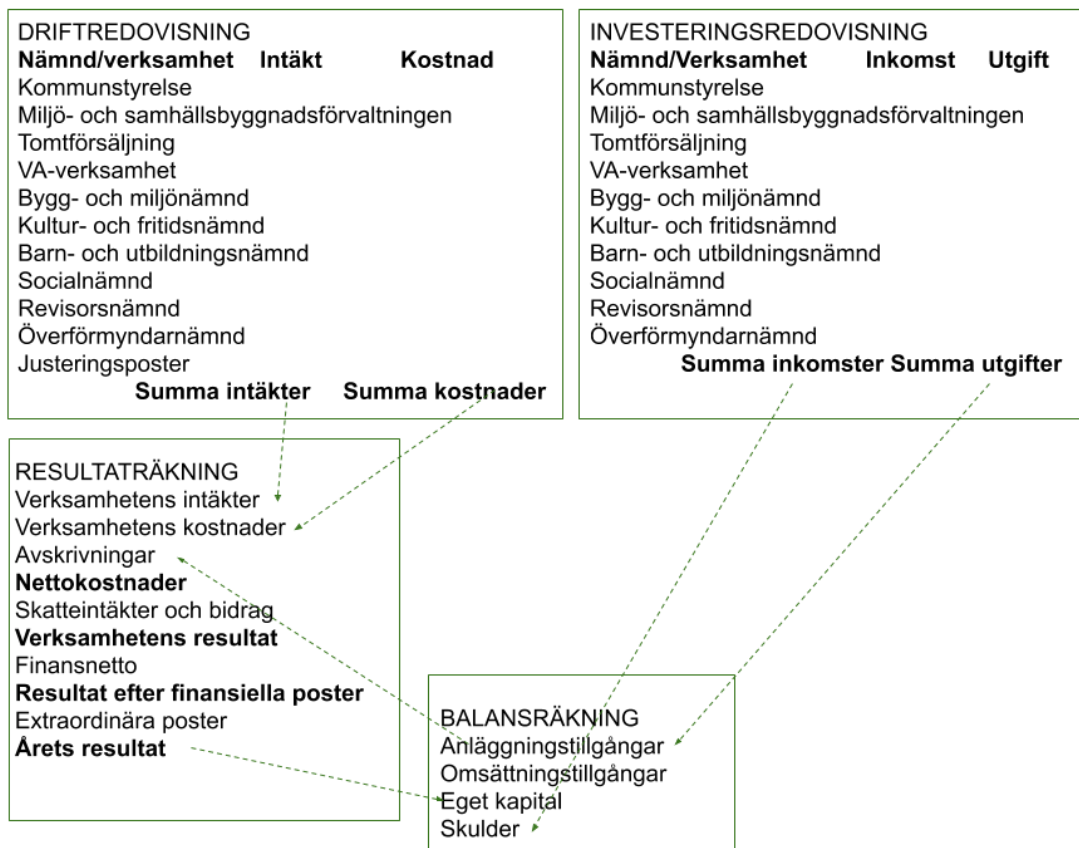 DRIFTREDOVISNING
Nämnd/verksamhet Intäkt Kostnad
Kommunstyrelse
Miljö- och samhällsbyggnadsförvaltningen
Tomtförsäljning
VA-verksamhet
Bygg- och miljönämnd
Kultur- och fritidsnämnd
Barn- och utbildningsnämnd
Socialnämnd
Revisorsnämnd
Överförmyndarnämnd
Justeringsposter
Summa intäkter Summa kostnader
INVESTERINGSREDOVISNING
Nämnd/Verksamhet Inkomst Utgift
Kommunstyrelse
Miljö- och samhällsbyggnadsförvaltningen
Tomtförsäljning
VA-verksamhet
Bygg- och miljönämnd
Kultur- och fritidsnämnd
Barn- och utbildningsnämnd
Socialnämnd
Revisorsnämnd
Överförmyndarnämnd
Summa inkomster Summa utgifter
RESULTATRÄKNING
Verksamhetens intäkter
Verksamhetens kostnader
Avskrivningar
Nettokostnader
Skatteintäkter och bidrag
Verksamhetens resultat
Finansnetto
Resultat efter finansiella poster
Extraordinära poster
Årets resultat
BALANSRÄKNING
Anläggningstillgångar
Omsättningstillgångar
Eget kapital
Skulder